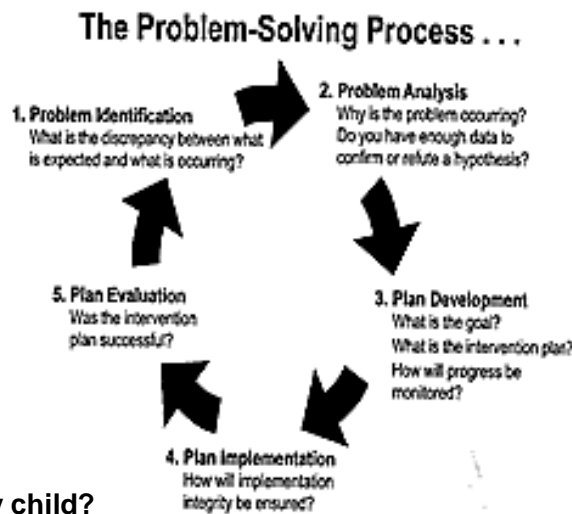 The Problem-Solving Process . . .
1. Problem Identification
What is the discrepancy between what
is expected and what is occurring?
2. Problem Analysis
Why is the problem occurring?
Do you have enough data to
confirm or refute a hypothesis?
3. Plan Development
What is the goal?
What is the intervention plan?
How will progress be
monitored?
4. Plan Implementation
How will implementation
integrity be ensured?
5. Plan Evaluation
Was the intervention
plan successful?
child?